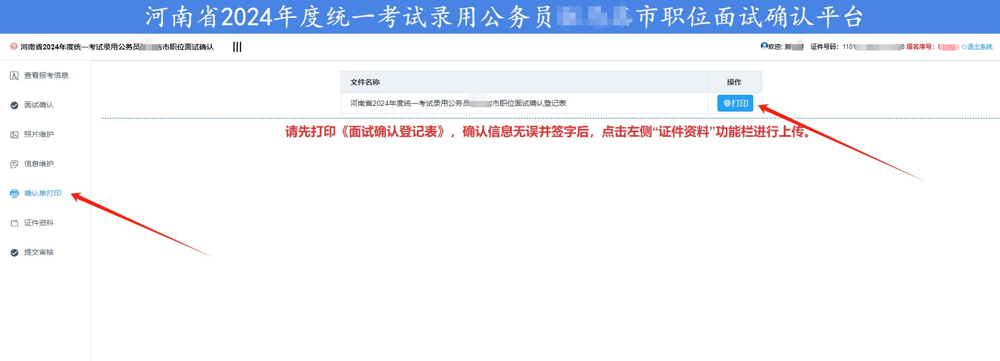 河南省2024年度统一考试录用公务员 市职位面试确认平台
河南省2024年度统一考试录用公务员 市职位面试确认
欢迎: 测 证件号码: 1101 8 报名序号: 退出系统
查看报考信息
面试确认
照片维护
信息维护
确认单打印
证件资料
提交审核
文件名称 操作
河南省2024年度统一考试录用公务员 市职位面试确认登记表 打印
请先打印《面试确认登记表》，确认信息无误并签字后，点击左侧“证件资料”功能栏进行上传。